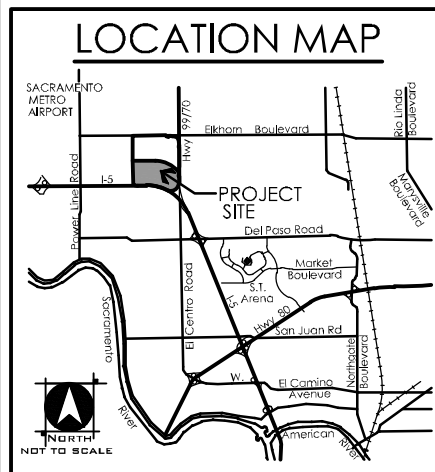 LOCATION MAP
SACRAMENTO
METRO
AIRPORT
Hwy 99/70
Elkhorn Boulevard
Rio Linda
Boulevard
Marysville
Boulevard
I-5
Power Line Road
PROJECT
SITE
Del Paso Road
Market
Boulevard
S.T.
Arena
I-5
Hwy 80
El Centro Road
Sacramento
River
San Juan Rd
Northgate
Boulevard
W. El Camino
Avenue
American
River
NORTH
NOT TO SCALE